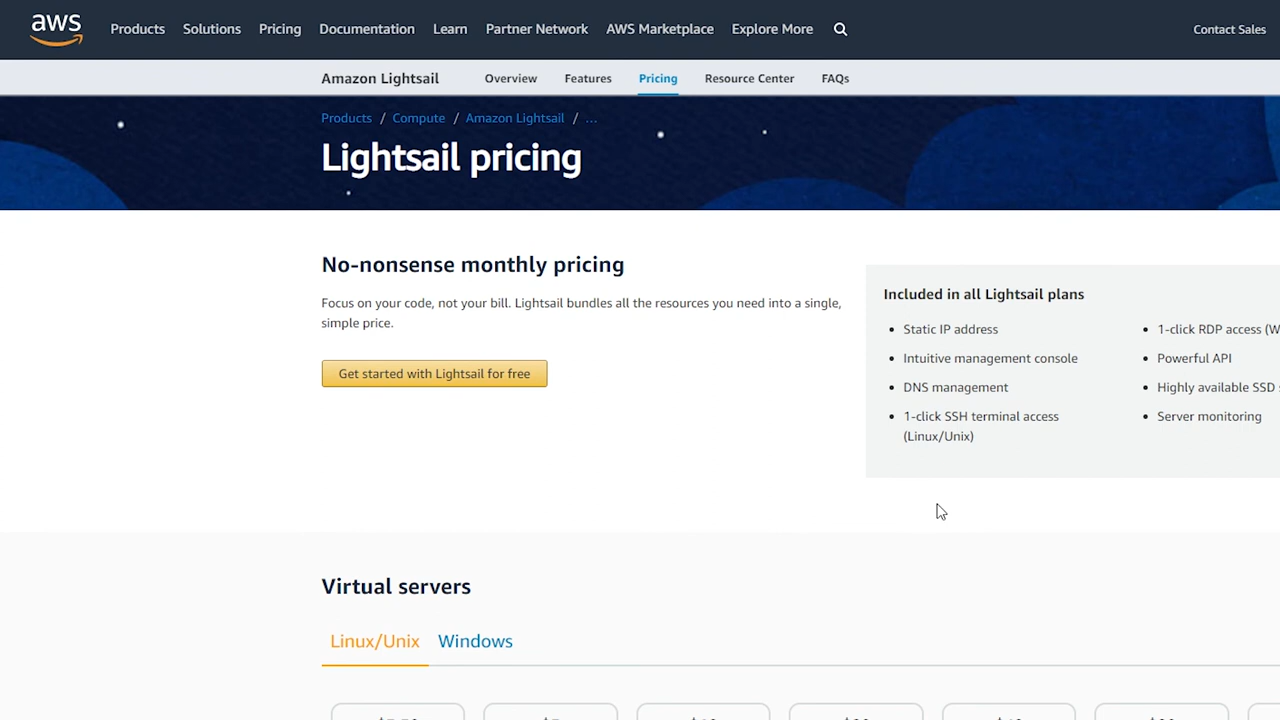 aws
Products Solutions Pricing Documentation Learn Partner Network AWS Marketplace Explore More Contact Sales
Amazon Lightsail Overview Features Pricing Resource Center FAQs
Products / Compute / Amazon Lightsail / ...
Lightsail pricing
No-nonsense monthly pricing
Focus on your code, not your bill. Lightsail bundles all the resources you need into a single,
simple price.
Get started with Lightsail for free
Included in all Lightsail plans
• Static IP address
• Intuitive management console
• DNS management
• 1-click SSH terminal access
(Linux/Unix)
• 1-click RDP access (W
• Powerful API
• Highly available SSD
• Server monitoring
Virtual servers
Linux/Unix Windows